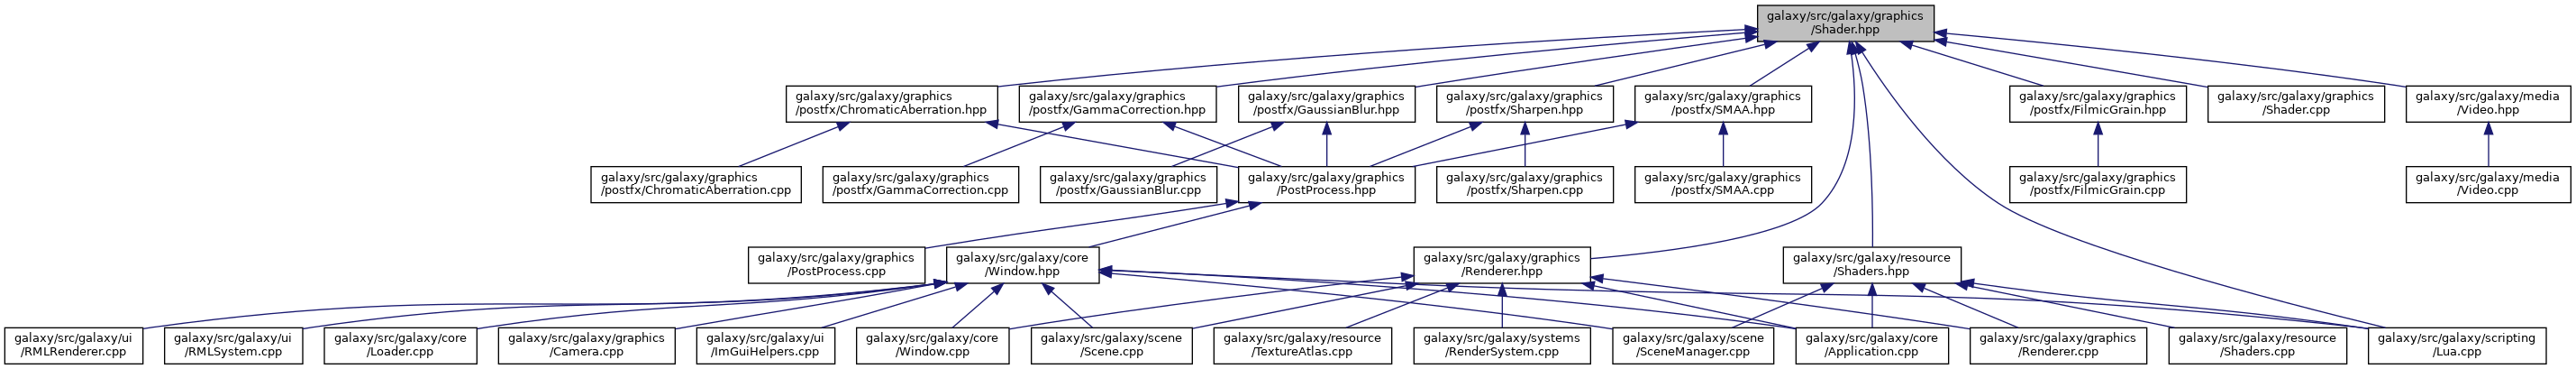 galaxy/src/galaxy/graphics
/Shader.hpp
galaxy/src/galaxy/graphics
/postfx/ChromaticAberration.hpp
galaxy/src/galaxy/graphics
/postfx/GammaCorrection.hpp
galaxy/src/galaxy/graphics
/postfx/GaussianBlur.hpp
galaxy/src/galaxy/graphics
/postfx/Sharpen.hpp
galaxy/src/galaxy/graphics
/postfx/SMAA.hpp
galaxy/src/galaxy/graphics
/postfx/FilmicGrain.hpp
galaxy/src/galaxy/graphics
/Shader.cpp
galaxy/src/galaxy/media
/Video.hpp
galaxy/src/galaxy/graphics
/postfx/ChromaticAberration.cpp
galaxy/src/galaxy/graphics
/postfx/GammaCorrection.cpp
galaxy/src/galaxy/graphics
/postfx/GaussianBlur.cpp
galaxy/src/galaxy/graphics
/PostProcess.hpp
galaxy/src/galaxy/graphics
/postfx/Sharpen.cpp
galaxy/src/galaxy/graphics
/postfx/SMAA.cpp
galaxy/src/galaxy/graphics
/postfx/FilmicGrain.cpp
galaxy/src/galaxy/media
/Video.cpp
galaxy/src/galaxy/graphics
/PostProcess.cpp
galaxy/src/galaxy/core
/Window.hpp
galaxy/src/galaxy/graphics
/Renderer.hpp
galaxy/src/galaxy/resource
/Shaders.hpp
galaxy/src/galaxy/ui
/RMLRenderer.cpp
galaxy/src/galaxy/ui
/RMLSystem.cpp
galaxy/src/galaxy/core
/Loader.cpp
galaxy/src/galaxy/graphics
/Camera.cpp
galaxy/src/galaxy/ui
/ImGuiHelpers.cpp
galaxy/src/galaxy/core
/Window.cpp
galaxy/src/galaxy/scene
/Scene.cpp
galaxy/src/galaxy/resource
/TextureAtlas.cpp
galaxy/src/galaxy/systems
/RenderSystem.cpp
galaxy/src/galaxy/scene
/SceneManager.cpp
galaxy/src/galaxy/core
/Application.cpp
galaxy/src/galaxy/graphics
/Renderer.cpp
galaxy/src/galaxy/resource
/Shaders.cpp
galaxy/src/galaxy/scripting
/Lua.cpp